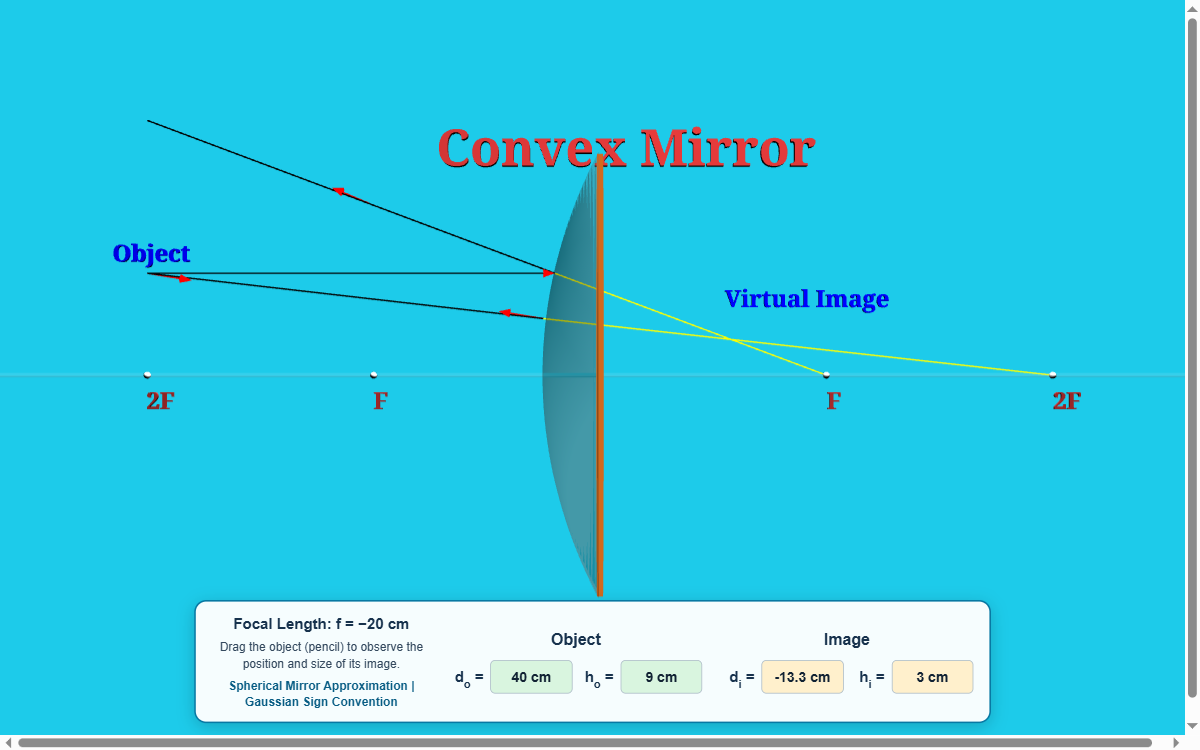 Convex Mirror
Object
Virtual Image
2F
F
F
2F
Focal Length: f = −20 cm
Drag the object (pencil) to observe the
position and size of its image.
Spherical Mirror Approximation |
Gaussian Sign Convention
Object
do = 40 cm ho = 9 cm
Image
di = -13.3 cm hi = 3 cm